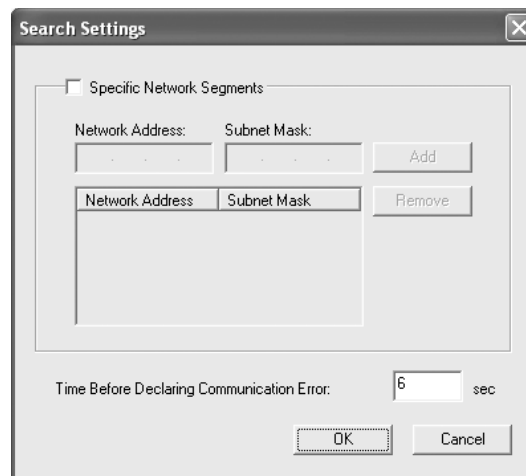 Search Settings
Specific Network Segments
Network Address: Subnet Mask:
. . . . . . Add
Network Address Subnet Mask Remove
Time Before Declaring Communication Error: 6 sec
OK Cancel